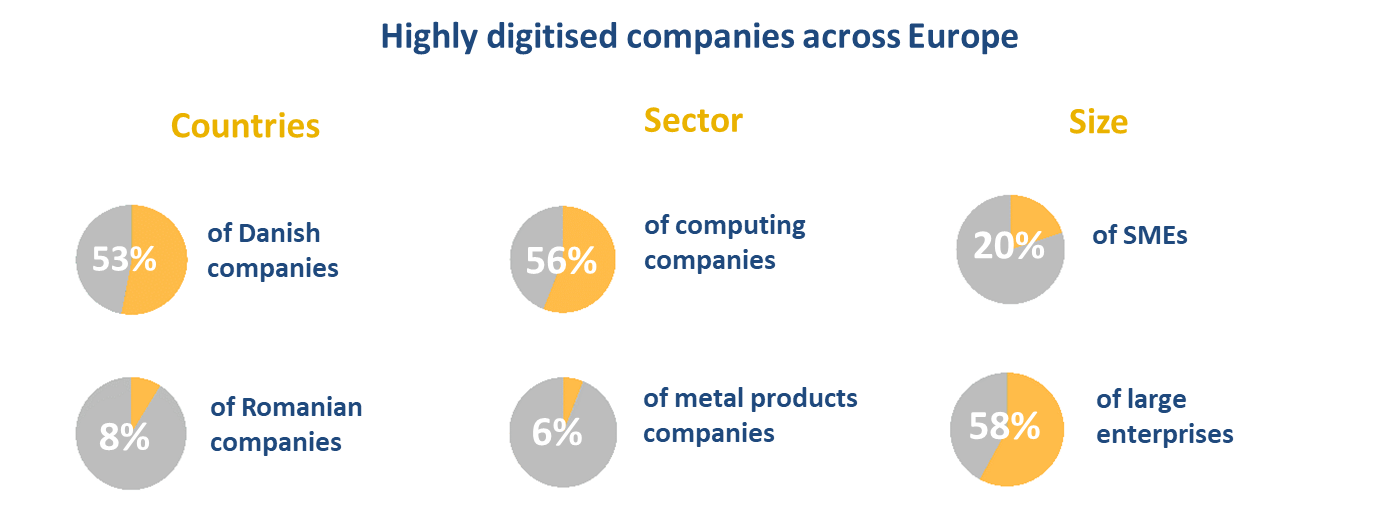 Highly digitised companies across Europe
Countries
53%
of Danish
companies
8%
of Romanian
companies
Sector
56%
of computing
companies
6%
of metal products
companies
Size
20%
of SMEs
58%
of large
enterprises